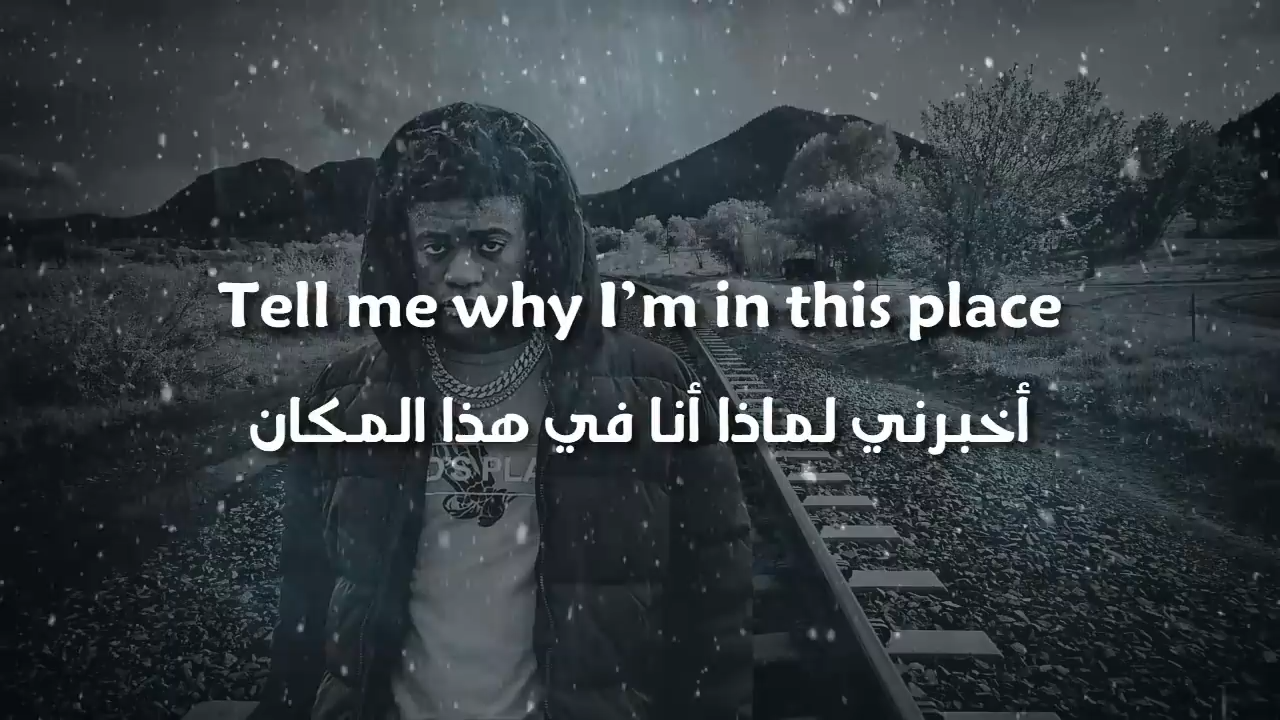 Tell me why I’m in this place
أخبرني لماذا أنا في هذا المكان